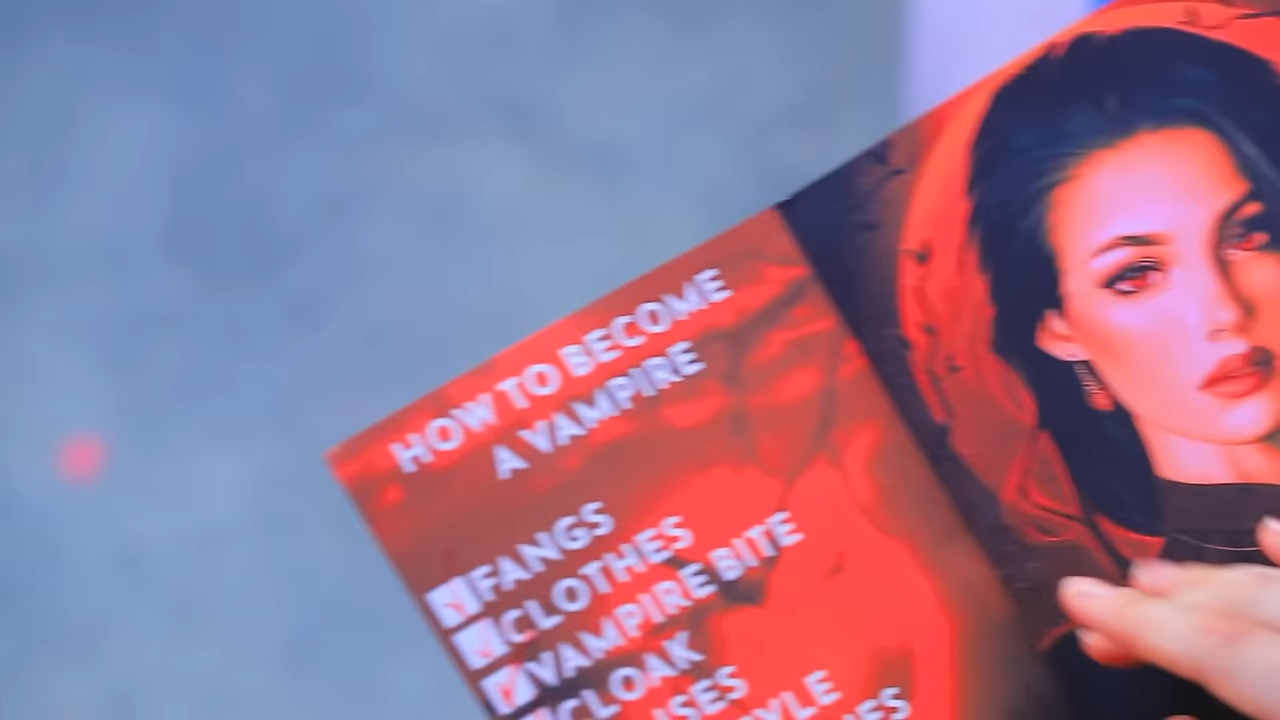 HOW TO BECOME
A VAMPIRE
FANGS
CLOTHES
VAMPIRE BITE
CLOAK